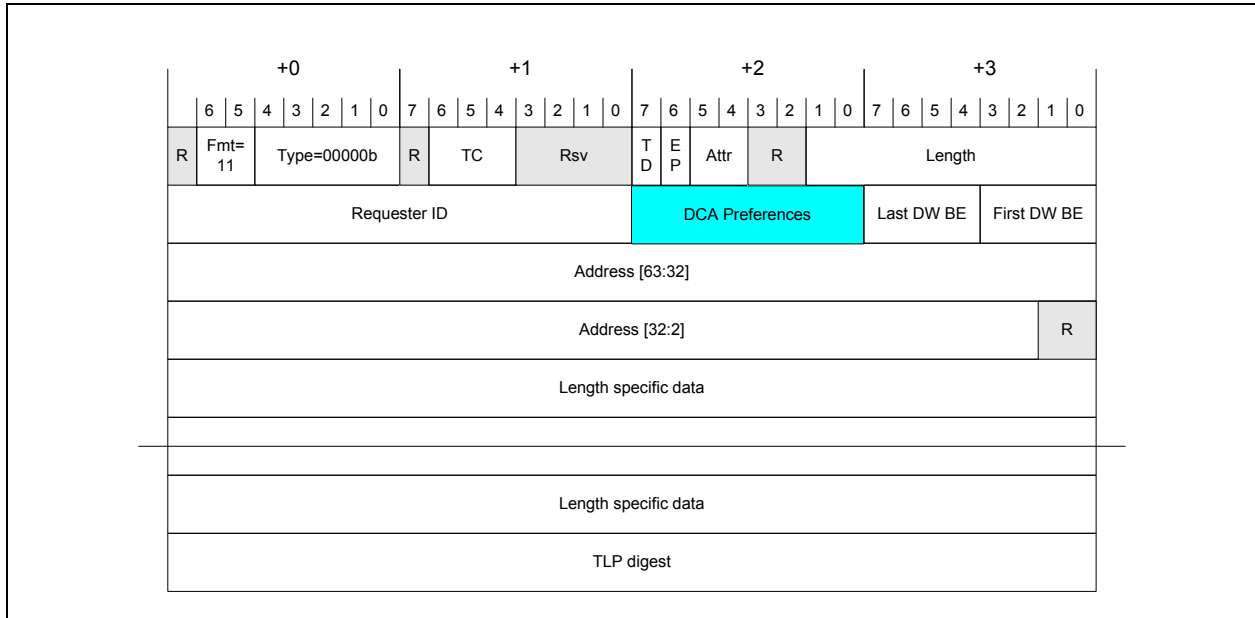 +0 +1 +2 +3
6 5 4 3 2 1 0 7 6 5 4 3 2 1 0 7 6 5 4 3 2 1 0 7 6 5 4 3 2 1 0
R Fmt= 11 Type=00000b R TC Rsv T D E P Attr R Length
Requester ID DCA Preferences Last DW BE First DW BE
Address [63:32]
Address [32:2] R
Length specific data
Length specific data
TLP digest